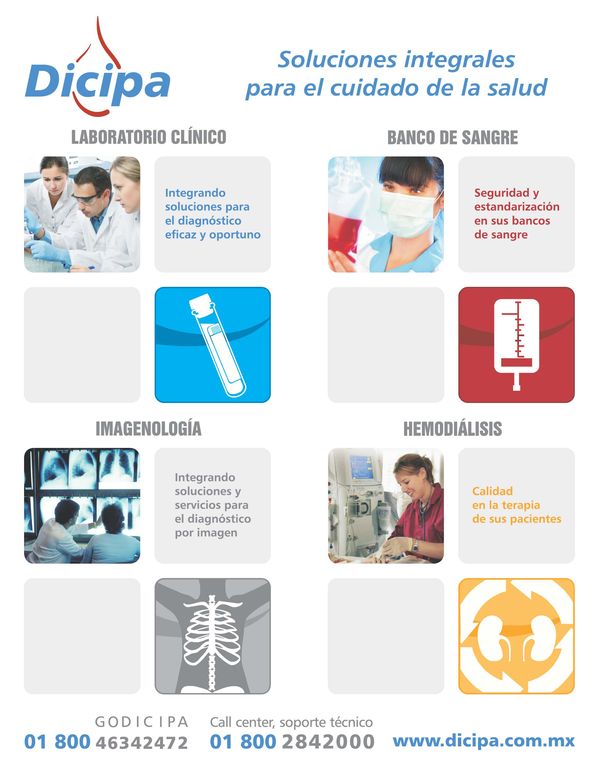 Dicipa
Soluciones integrales
para el cuidado de la salud
LABORATORIO CLÍNICO
Integrando
soluciones para
el diagnóstico
eficaz y oportuno
BANCO DE SANGRE
Seguridad y
estandarización
en sus bancos
de sangre
IMAGENOLOGÍA
Integrando
soluciones y
servicios para
el diagnóstico
por imagen
HEMODIÁLISIS
Calidad
en la terapia
de sus pacientes
GODICIPA
01 800 46342472
Call center, soporte técnico
01 800 2842000
www.dicipa.com.mx